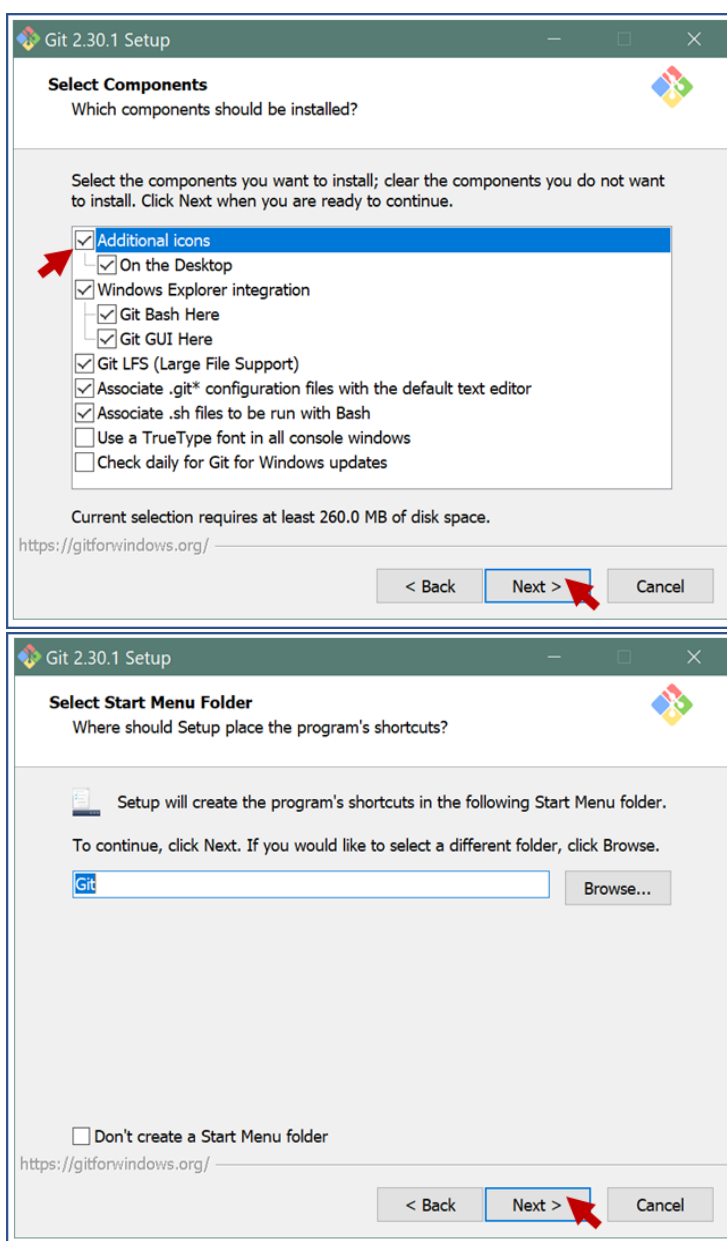 Git 2.30.1 Setup
Select Components
Which components should be installed?
Select the components you want to install; clear the components you do not want
to install. Click Next when you are ready to continue.
Additional icons
On the Desktop
Windows Explorer integration
Git Bash Here
Git GUI Here
Git LFS (Large File Support)
Associate .git* configuration files with the default text editor
Associate .sh files to be run with Bash
Use a TrueType font in all console windows
Check daily for Git for Windows updates
Current selection requires at least 260.0 MB of disk space.
https://gitforwindows.org/
< Back Next > Cancel
Git 2.30.1 Setup
Select Start Menu Folder
Where should Setup place the program's shortcuts?
Setup will create the program's shortcuts in the following Start Menu folder.
To continue, click Next. If you would like to select a different folder, click Browse.
Git Browse...
Don't create a Start Menu folder
https://gitforwindows.org/
< Back Next > Cancel